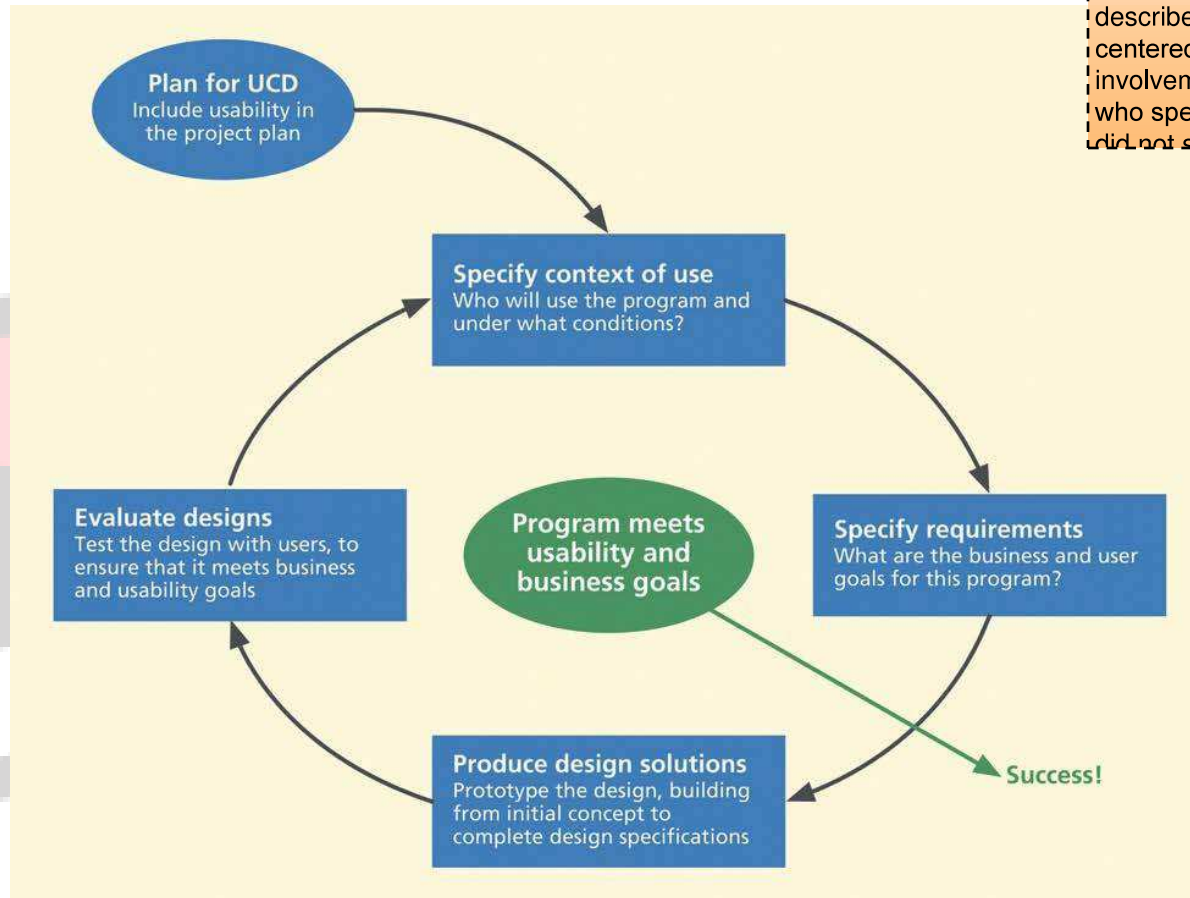 describe
centered
involvem
who spe
did not s
Plan for UCD
Include usability in
the project plan
Specify context of use
Who will use the program and
under what conditions?
Specify requirements
What are the business and user
goals for this program?
Produce design solutions
Prototype the design, building
from initial concept to
complete design specifications
Evaluate designs
Test the design with users, to
ensure that it meets business
and usability goals
Program meets
usability and
business goals
Success!